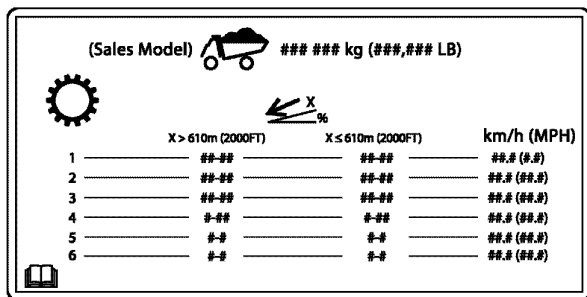 (Sales Model) ### ### kg (###,### LB)
X
%
X > 610m (2000FT) X ≤ 610m (2000FT) km/h (MPH)
1 ##-## ##-## ##.# (#.#)
2 ##-## ##-## ##.# (##.#)
3 ##-## ##-## ##.# (##.#)
4 #-## #-## ##.# (##.#)
5 #-# #-# ##.# (##.#)
6 #-# #-# ##.# (##.#)